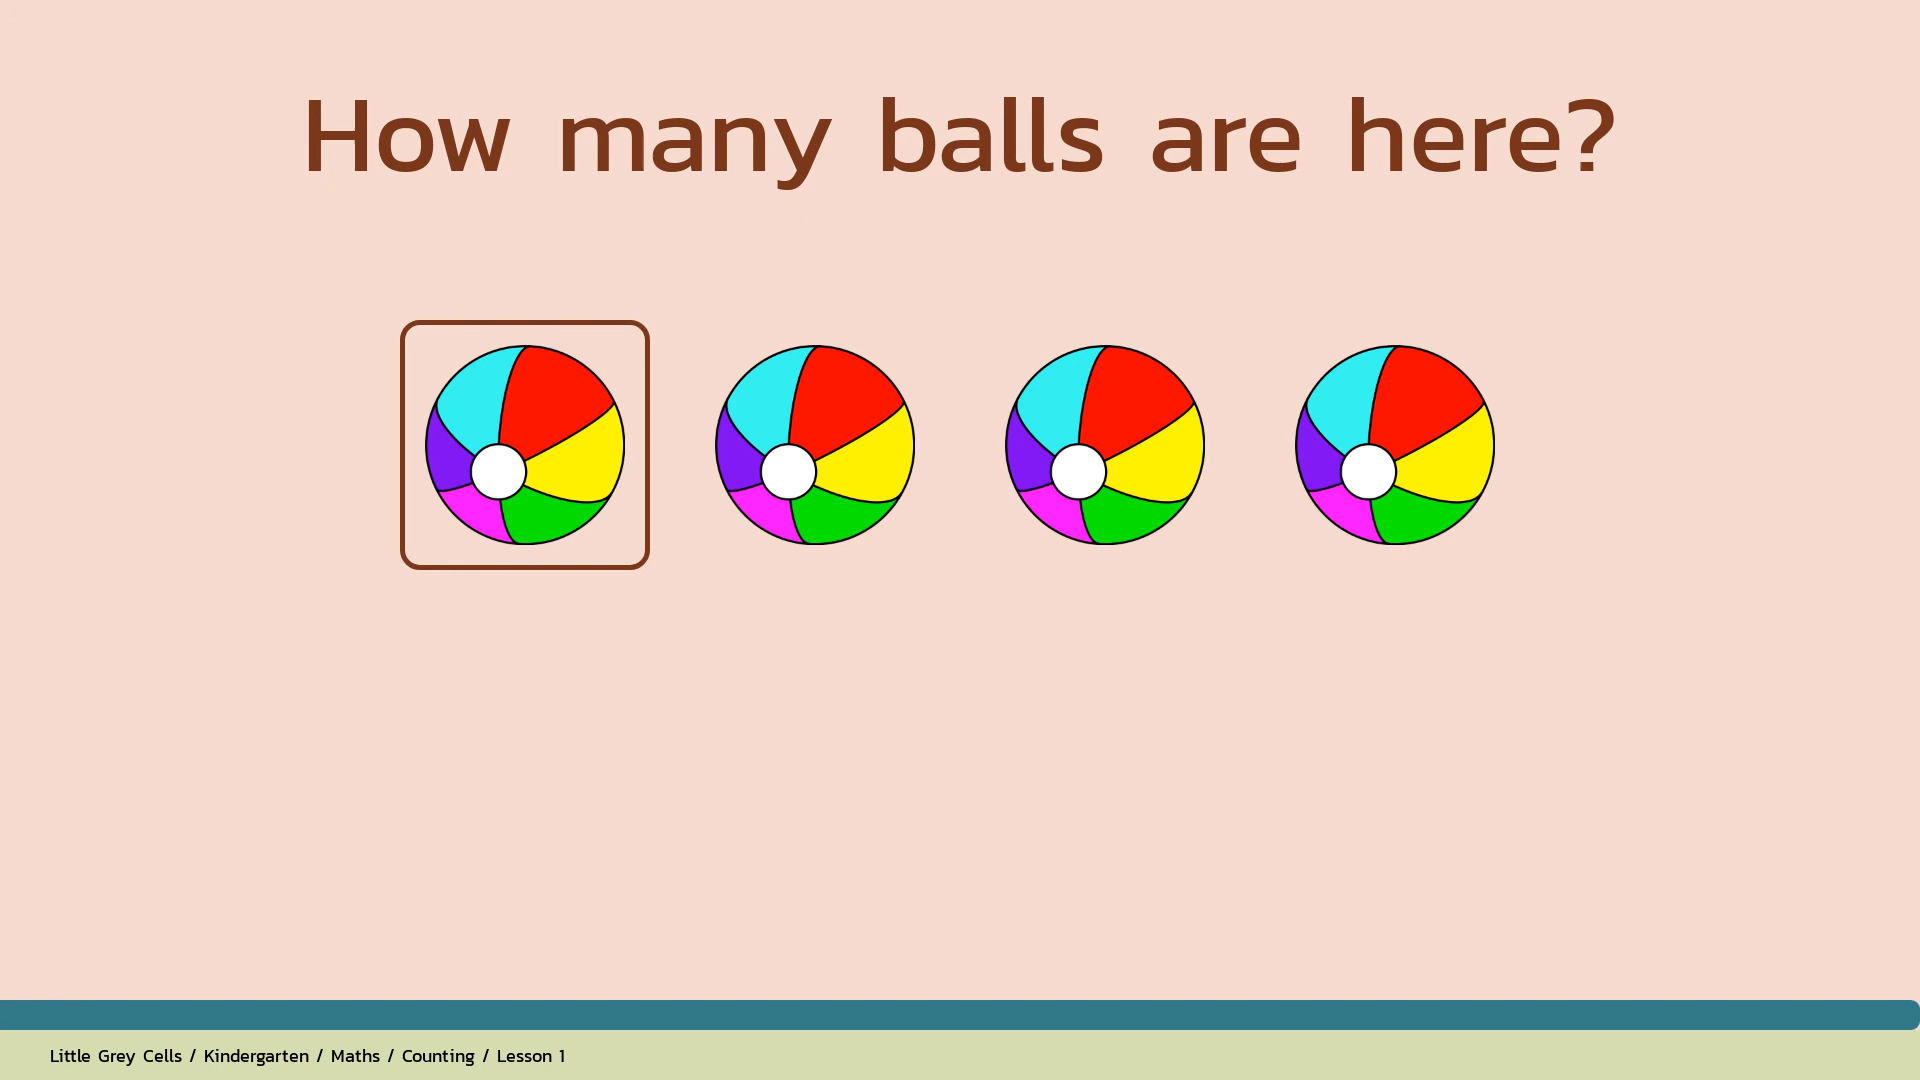 How many balls are here?
Little Grey Cells / Kindergarten / Maths / Counting / Lesson 1